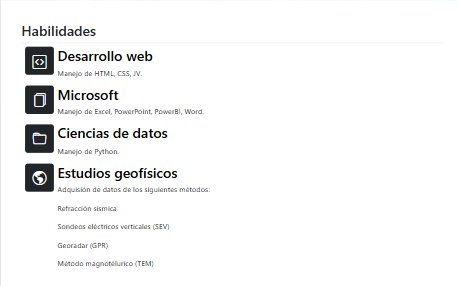 Habilidades
Desarrollo web
Manejo de HTML, CSS, JV.
Microsoft
Manejo de Excel, PowerPoint, PowerBI, Word.
Ciencias de datos
Manejo de Python.
Estudios geofísicos
Adquisión de datos de los siguientes métodos:
Refracción sísmica
Sondeos eléctricos verticales (SEV)
Georadar (GPR)
Método magnotélurico (TEM)